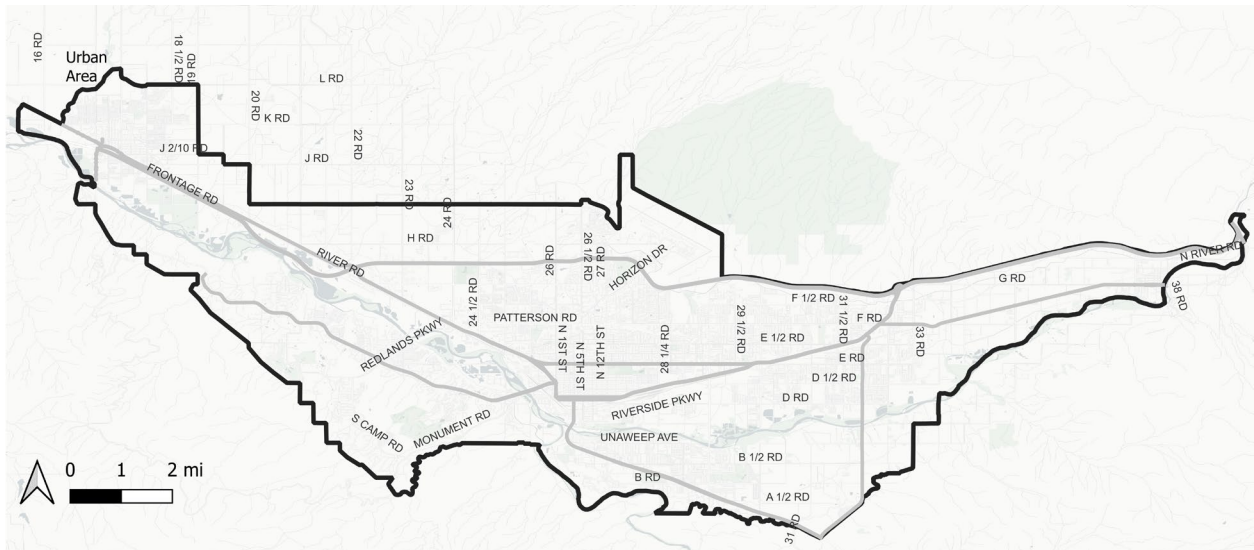 16 RD
Urban
Area
18 1/2 RD
19 RD
L RD
20 RD
K RD
22 RD
J 2/10 RD
J RD
FRONTAGE RD
23 RD
24 RD
H RD
RIVER RD
26 RD
26 1/2 RD
27 RD
HORIZON DR
N RIVER RD
G RD
38 RD
24 1/2 RD
F 1/2 RD
31 1/2 RD
PATTERSON RD
29 1/2 RD
F RD
REDLANDS PKWY
N 1ST ST
N 5TH ST
N 12TH ST
28 1/4 RD
E 1/2 RD
33 RD
E RD
D 1/2 RD
D RD
RIVERSIDE PKWY
S CAMP RD
MONUMENT RD
UNAWEEP AVE
B 1/2 RD
B RD
A 1/2 RD
31 RD
0 1 2 mi